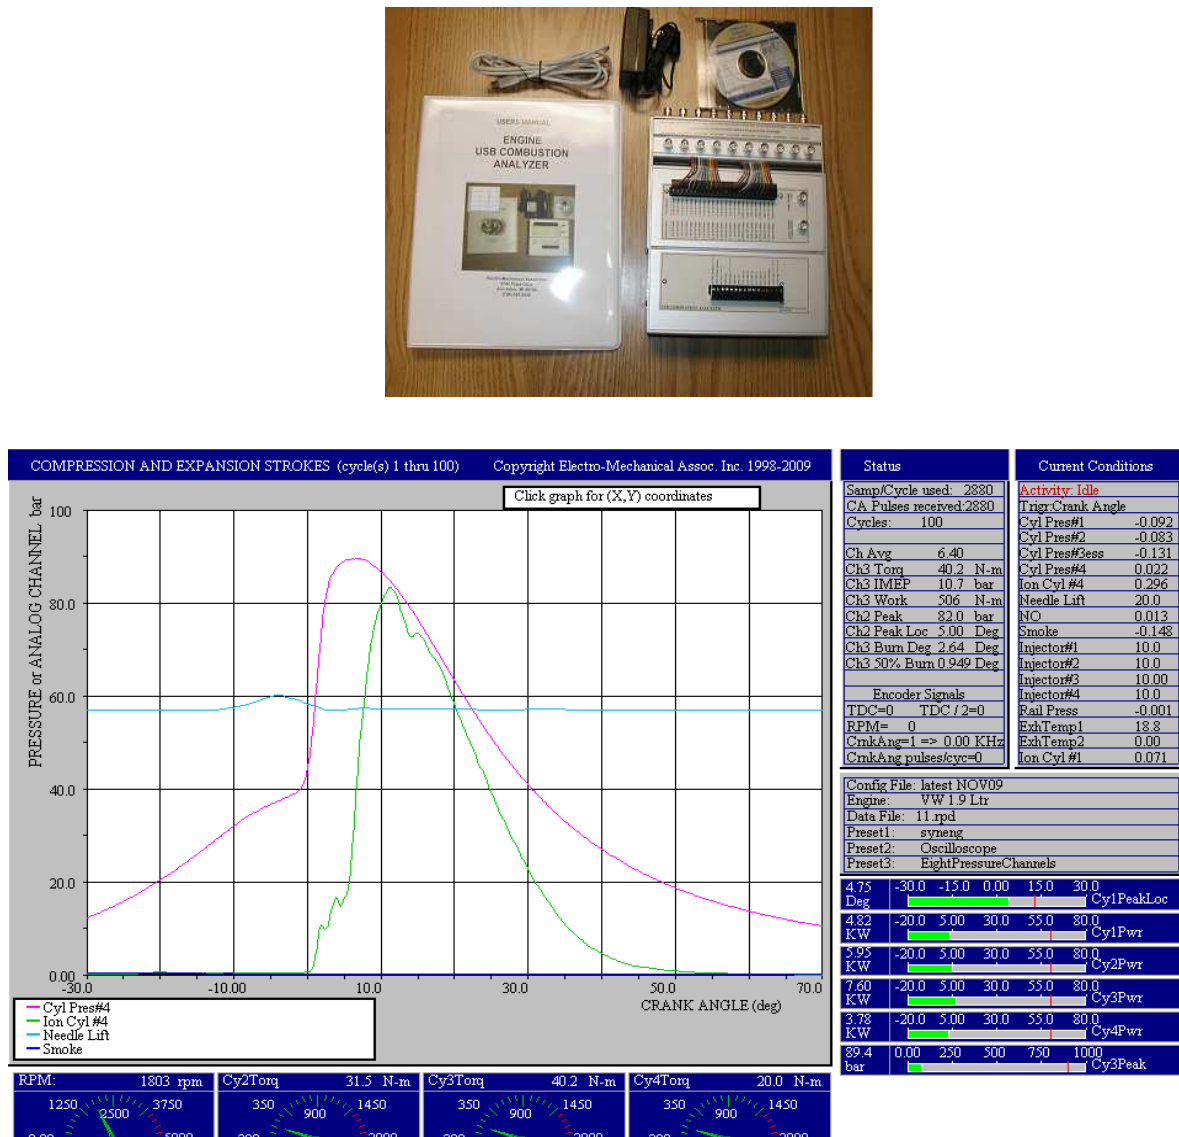 USERS MANUAL
ENGINE
USB COMBUSTION
ANALYZER
COMPRESSION AND EXPANSION STROKES (cycle(s) 1 thru 100) Copyright Electro-Mechanical Assoc. Inc. 1998-2009
Click graph for (X,Y) coordinates
PRESSURE or ANALOG CHANNEL bar
100
80.0
60.0
40.0
20.0
0.00
-30.0 -10.00 10.0 30.0 50.0 70.0
CRANK ANGLE (deg)
Cyl Pres#4
Ion Cyl #4
Needle Lift
Smoke
Status
Samp/Cycle used: 2880
CA Pulses received:2880
Cycles: 100
Ch Avg 6.40
Ch3 Torq 40.2 N-m
Ch3 IMEP 10.7 bar
Ch3 Work 506 N-m
Ch2 Peak 82.0 bar
Ch2 Peak Loc 5.00 Deg
Ch3 Burn Deg 2.64 Deg
Ch3 50% Burn 0.949 Deg
Encoder Signals
TDC=0 TDC/2=0
RPM= 0
CrnkAng=1 => 0.00 KHz
CrnkAng pulses/cyc=0
Current Conditions
Activity: Idle
Trigr:Crank Angle
Cyl Pres#1 -0.092
Cyl Pres#2 -0.083
Cyl Pres#3ess -0.131
Cyl Pres#4 0.022
Ion Cyl #4 0.296
Needle Lift 20.0
NO 0.013
Smoke -0.148
Injector#1 10.0
Injector#2 10.0
Injector#3 10.00
Injector#4 10.0
Rail Press -0.001
ExhTemp1 18.8
ExhTemp2 0.00
Ion Cyl #1 0.071
Config File: latest NOV09
Engine: VW 1.9 Ltr
Data File: 11.rpd
Preset1: syneng
Preset2: Oscilloscope
Preset3: EightPressureChannels
4.75 -30.0 -15.0 0.00 15.0 30.0
Deg Cy1PeakLoc
4.82 -20.0 5.00 30.0 55.0 80.0
KW Cy1Pwr
5.95 -20.0 5.00 30.0 55.0 80.0
KW Cy2Pwr
7.60 -20.0 5.00 30.0 55.0 80.0
KW Cy3Pwr
3.78 -20.0 5.00 30.0 55.0 80.0
KW Cy4Pwr
89.4 0.00 250 500 750 1000
bar Cy3Peak
RPM: 1803 rpm Cy2Torq 31.5 N-m Cy3Torq 40.2 N-m Cy4Torq 20.0 N-m
1250 2500 3750 350 900 1450 350 900 1450 350 900 1450